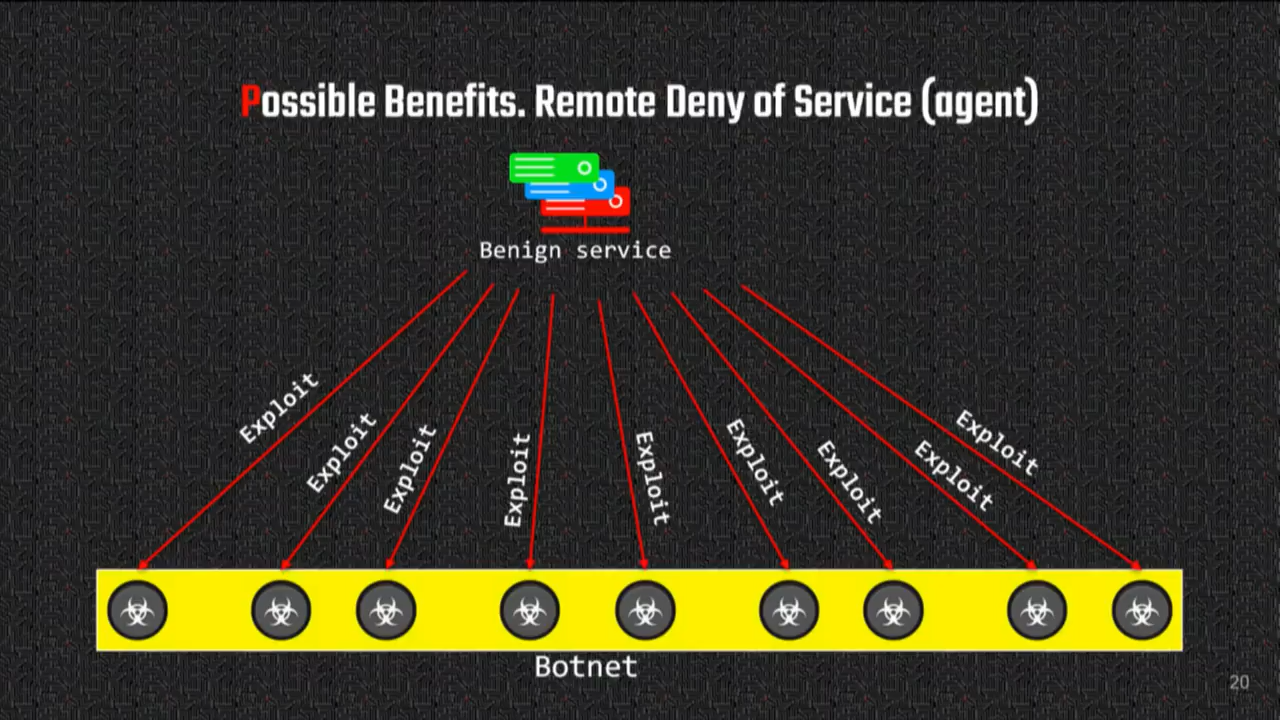 Possible Benefits. Remote Deny of Service (agent)
Benign service
Exploit
Exploit
Exploit
Exploit
Exploit
Exploit
Exploit
Exploit
Exploit
Botnet
20